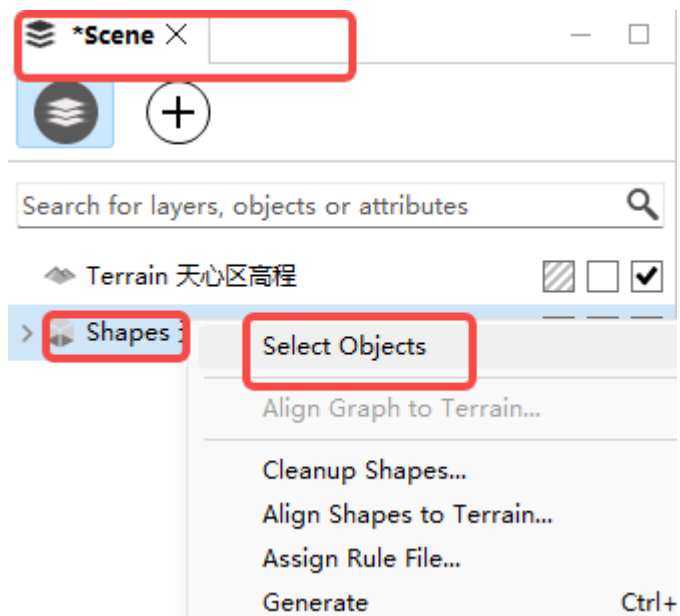 *Scene
Search for layers, objects or attributes
Terrain 天心区高程
Shapes
Select Objects
Align Graph to Terrain...
Cleanup Shapes...
Align Shapes to Terrain...
Assign Rule File...
Generate Ctrl+